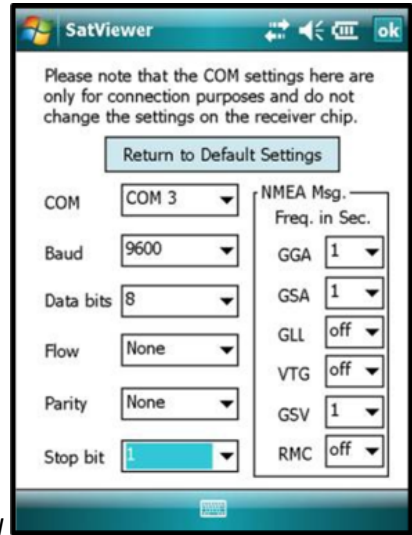 SatViewer
ok
Please note that the COM settings here are
only for connection purposes and do not
change the settings on the receiver chip.
Return to Default Settings
COM COM 3
Baud 9600
Data bits 8
Flow None
Parity None
Stop bit 1
NMEA Msg.
Freq. in Sec.
GGA 1
GSA 1
GLL off
VTG off
GSV 1
RMC off